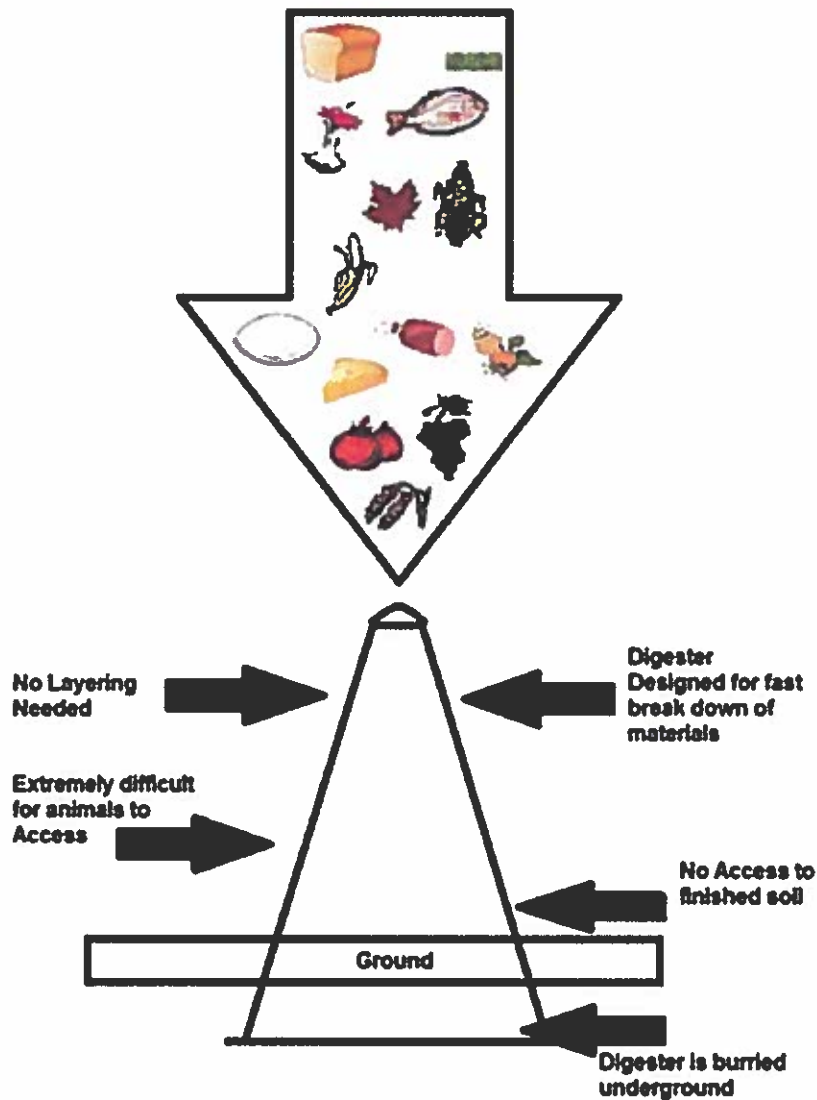 No Layering
Needed
Digester
Designed for fast
break down of
materials
Extremely difficult
for animals to
Access
No Access to
finished soil
Ground
Digester is burried
underground